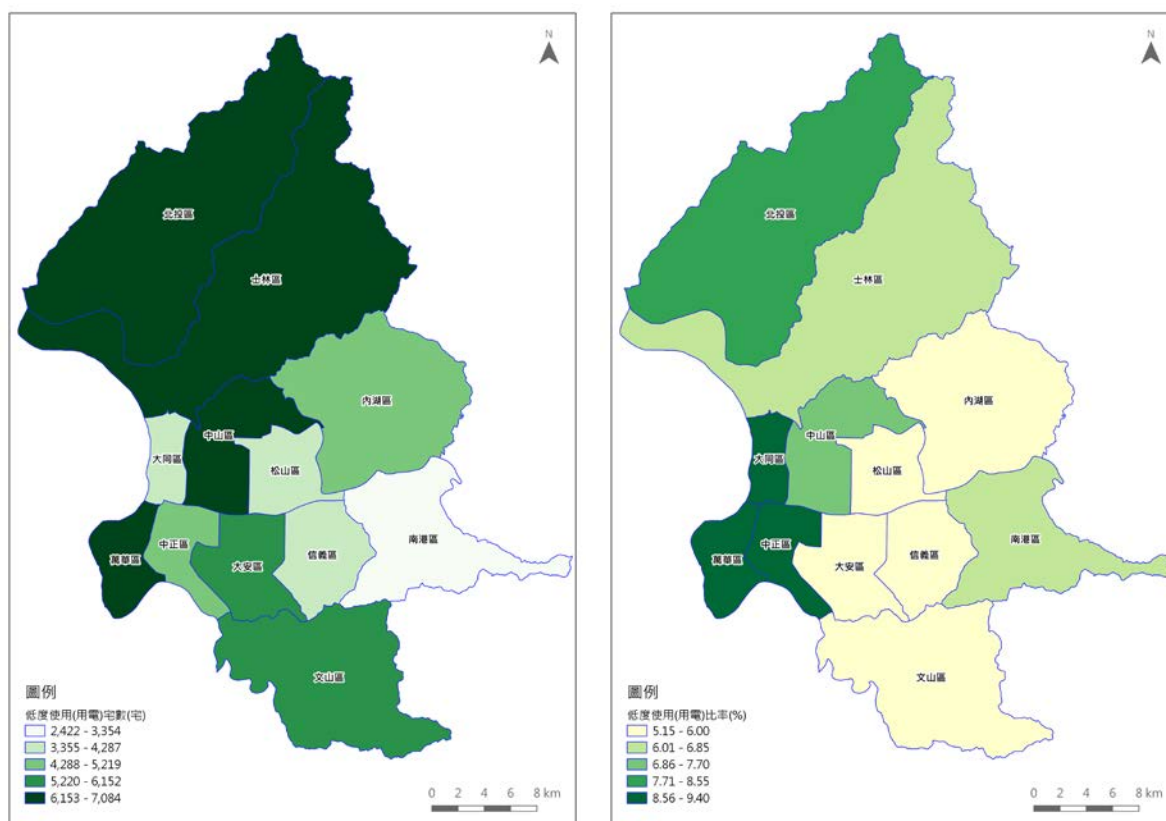 N
北投區
士林區
內湖區
中山區
大同區
松山區
南港區
萬華區
中正區
大安區
信義區
文山區
圖例
低度使用(用電)宅數(宅)
2,422 - 3,354
3,355 - 4,287
4,288 - 5,219
5,220 - 6,152
6,153 - 7,084
0 2 4 6 8 km
N
北投區
士林區
內湖區
中山區
大同區
松山區
南港區
萬華區
中正區
大安區
信義區
文山區
圖例
低度使用(用電)比率(%)
5.15 - 6.00
6.01 - 6.85
6.86 - 7.70
7.71 - 8.55
8.56 - 9.40
0 2 4 6 8 km